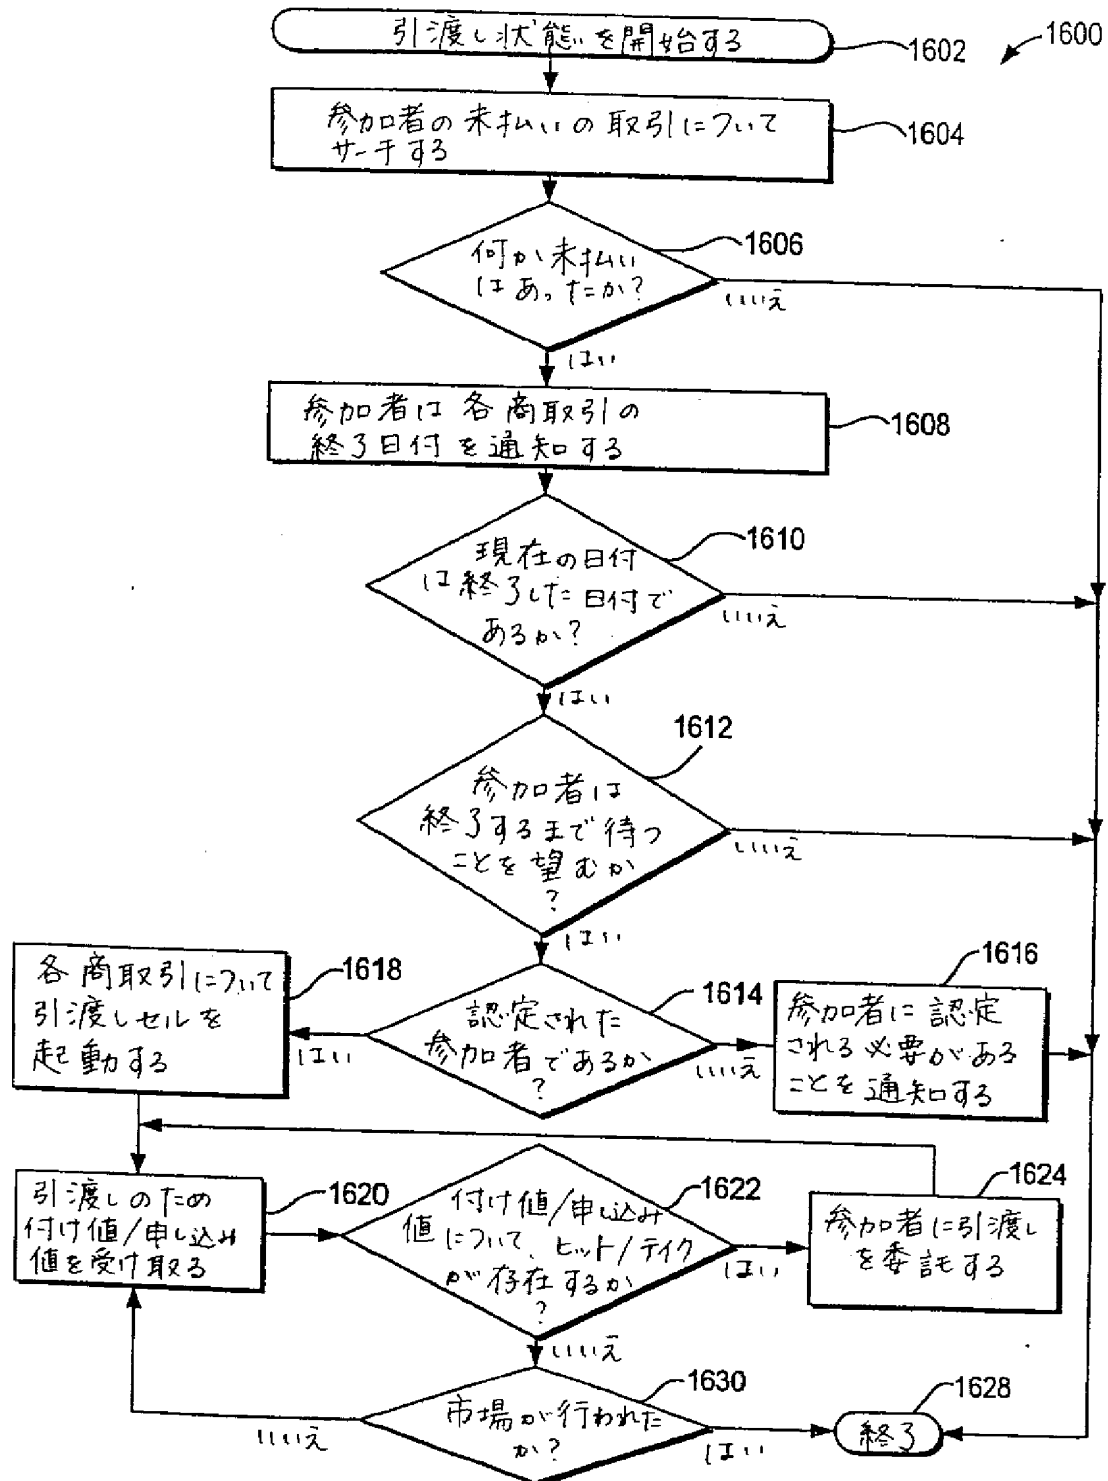 引渡し状態を開始する
1602
1600
参加者の未払いの取引について
サーチする
1604
何か未払い
はあったか?
1606
いいえ
はい
参加者は各商取引の
終了日付を通知する
1608
現在の日付
は終了した日付で
あるか?
1610
いいえ
はい
参加者は
終了するまで待つ
ことを望むか
?
1612
いいえ
はい
各商取引について
引渡しセルを
起動する
1618
はい
認定された
参加者であるか
?
1614
いいえ
参加者に認定
される必要がある
ことを通知する
1616
引渡しのため
付け値/申し込み
値を受け取る
1620
付け値/申し込み
値について、ヒット/テイク
が存在するか
?
1622
はい
参加者に引渡し
を委託する
1624
いいえ
市場が行われた
か?
1630
いいえ
はい
終了
1628